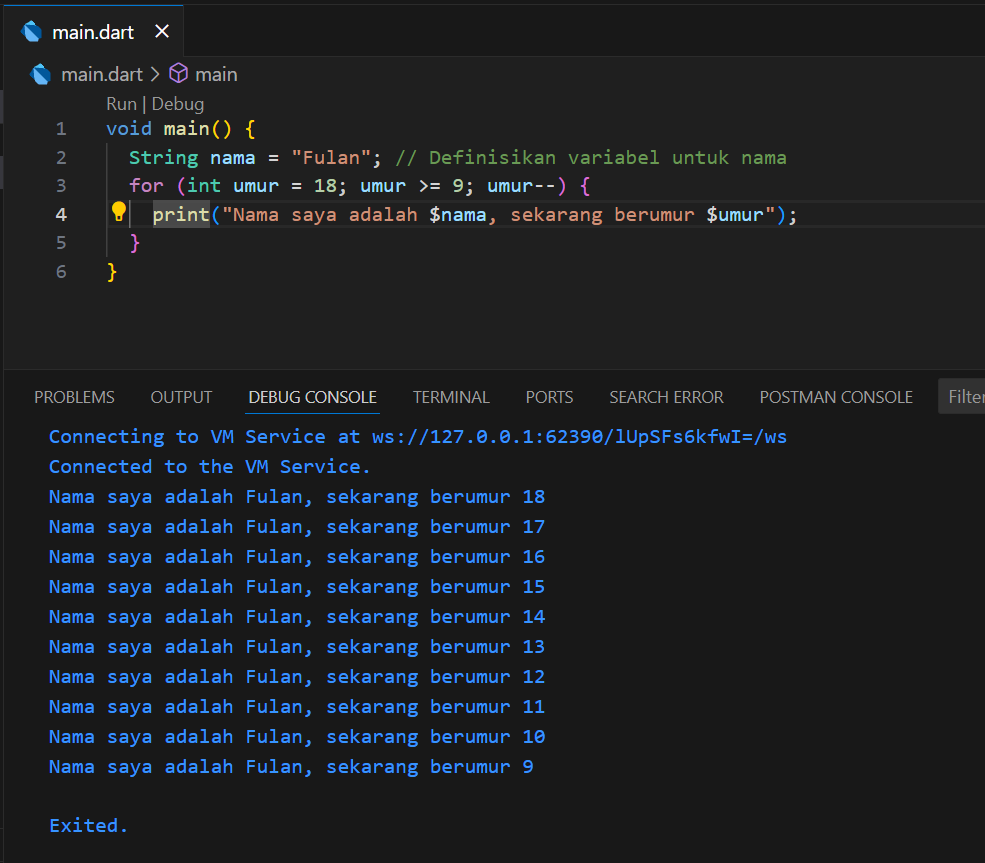 main.dart
main.dart > main
Run | Debug
1 void main() {
2 String nama = "Fulan"; // Definisikan variabel untuk nama
3 for (int umur = 18; umur >= 9; umur--) {
4 print("Nama saya adalah $nama, sekarang berumur $umur");
5 }
6 }
PROBLEMS OUTPUT DEBUG CONSOLE TERMINAL PORTS SEARCH ERROR POSTMAN CONSOLE Filter
Connecting to VM Service at ws://127.0.0.1:62390/lUpSFs6kfwI=/ws
Connected to the VM Service.
Nama saya adalah Fulan, sekarang berumur 18
Nama saya adalah Fulan, sekarang berumur 17
Nama saya adalah Fulan, sekarang berumur 16
Nama saya adalah Fulan, sekarang berumur 15
Nama saya adalah Fulan, sekarang berumur 14
Nama saya adalah Fulan, sekarang berumur 13
Nama saya adalah Fulan, sekarang berumur 12
Nama saya adalah Fulan, sekarang berumur 11
Nama saya adalah Fulan, sekarang berumur 10
Nama saya adalah Fulan, sekarang berumur 9
Exited.